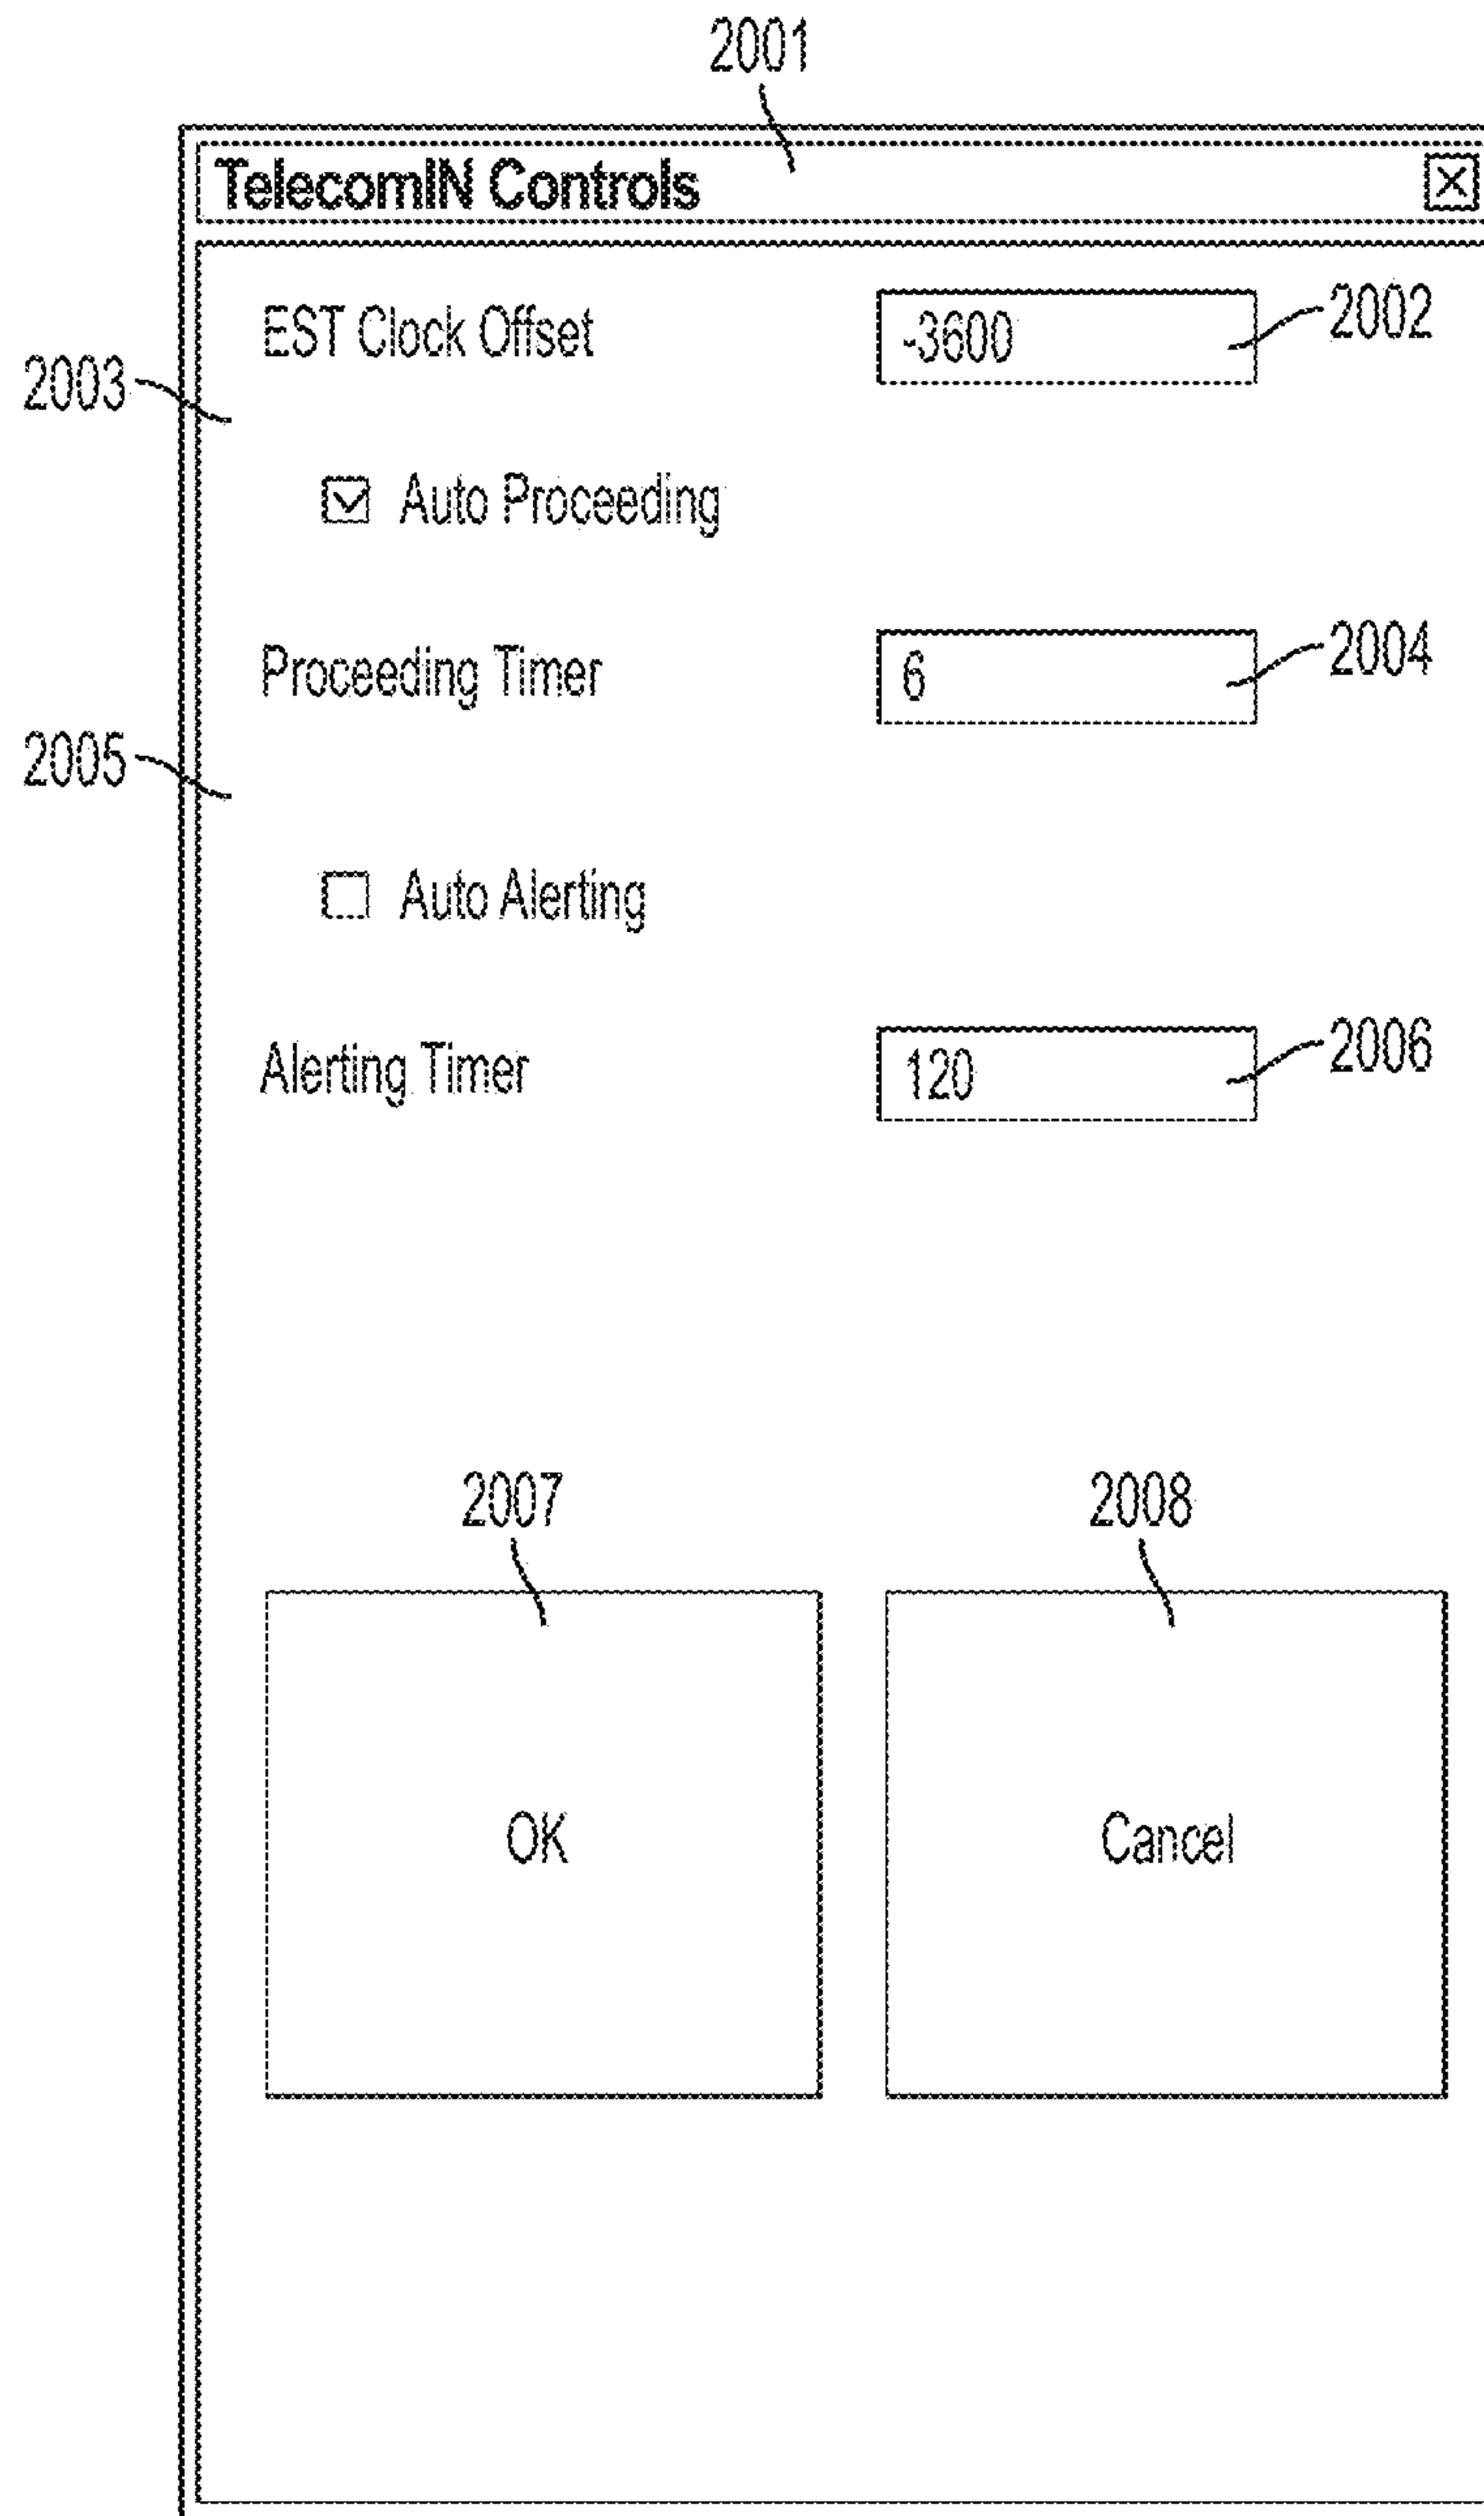 2001
TelecomIN Controls
EST Clock Offset
-3600
2002
2003
Auto Proceeding
Proceeding Timer
6
2004
2005
Auto Alerting
Alerting Timer
120
2006
2007
2008
OK
Cancel